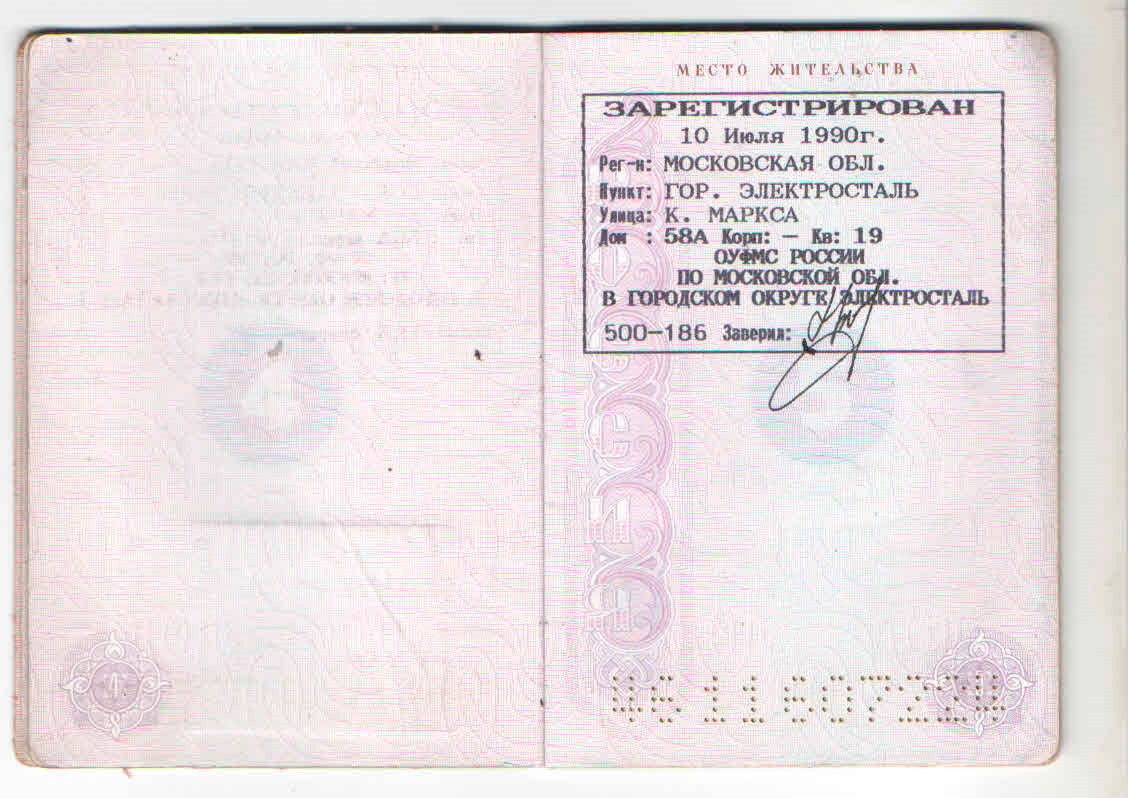 МЕСТО ЖИТЕЛЬСТВА
ЗАРЕГИСТРИРОВАН
10 Июля 1990г.
Рег-н: МОСКОВСКАЯ ОБЛ.
Пункт: ГОР. ЭЛЕКТРОСТАЛЬ
Улица: К. МАРКСА
Дом : 58А Корп: — Кв: 19
ОУФМС РОССИИ
ПО МОСКОВСКОЙ ОБЛ.
В ГОРОДСКОМ ОКРУГЕ ЭЛЕКТРОСТАЛЬ
500-186 Заверил: